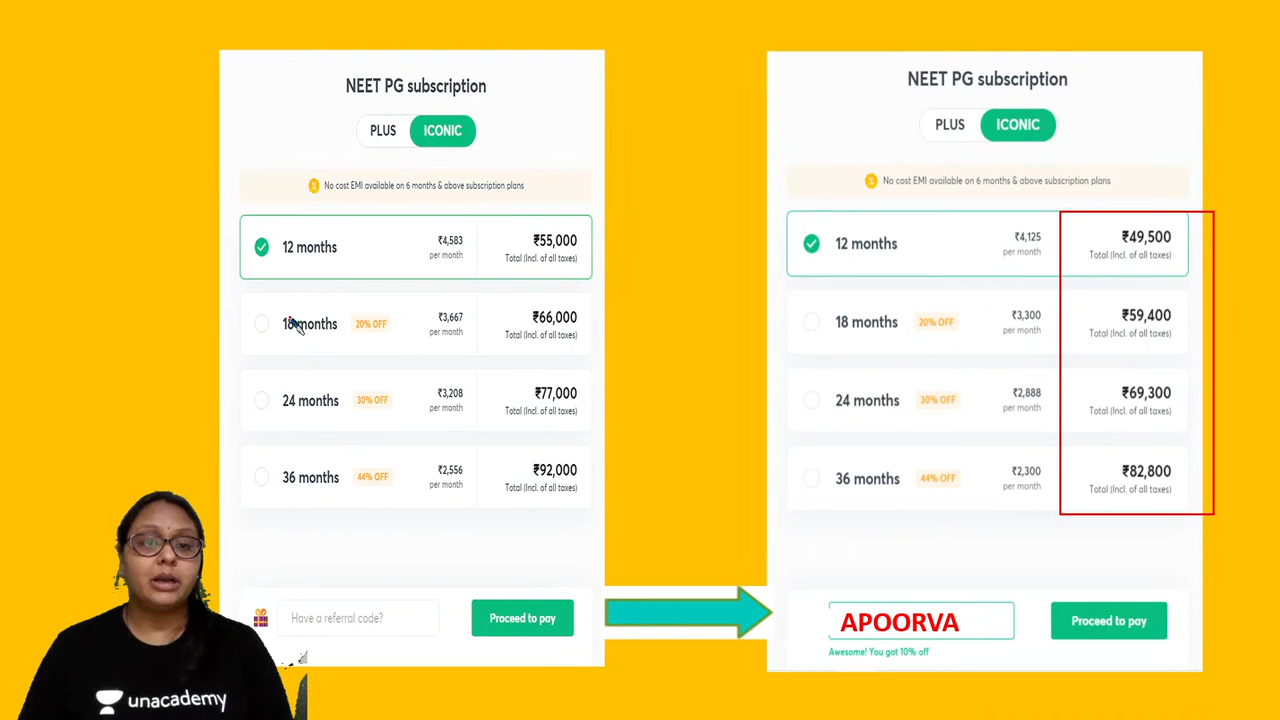 NEET PG subscription
PLUS ICONIC
No cost EMI available on 6 months & above subscription plans
12 months ₹4,583 per month ₹55,000 Total (Incl. of all taxes)
18 months 20% OFF ₹3,667 per month ₹66,000 Total (Incl. of all taxes)
24 months 30% OFF ₹3,208 per month ₹77,000 Total (Incl. of all taxes)
36 months 44% OFF ₹2,556 per month ₹92,000 Total (Incl. of all taxes)
Have a referral code? Proceed to pay
NEET PG subscription
PLUS ICONIC
No cost EMI available on 6 months & above subscription plans
12 months ₹4,125 per month ₹49,500 Total (Incl. of all taxes)
18 months 20% OFF ₹3,300 per month ₹59,400 Total (Incl. of all taxes)
24 months 30% OFF ₹2,888 per month ₹69,300 Total (Incl. of all taxes)
36 months 44% OFF ₹2,300 per month ₹82,800 Total (Incl. of all taxes)
APOORVA Proceed to pay
Awesome! You got 10% off
unacademy